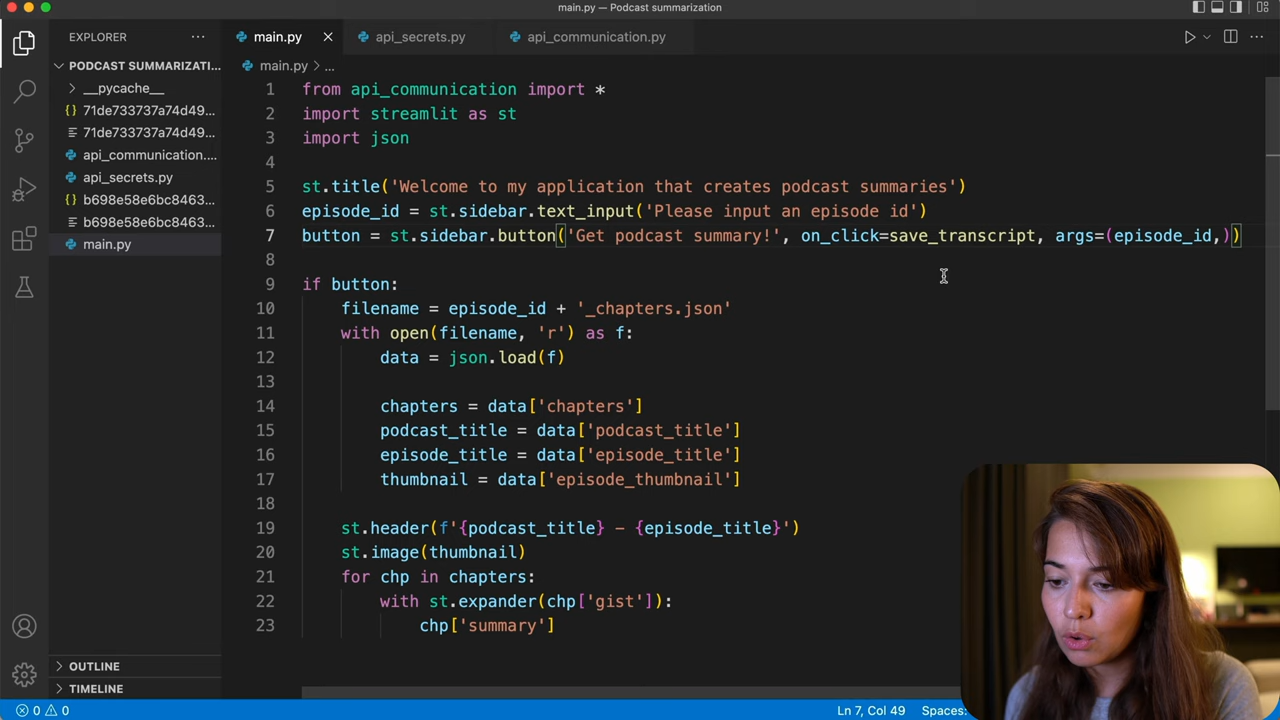 main.py — Podcast summarization
EXPLORER
main.py
api_secrets.py
api_communication.py
PODCAST SUMMARIZATI...
main.py > ...
__pycache__
71de733737a74d49...
71de733737a74d49...
api_communication....
api_secrets.py
b698e58e6bc8463...
b698e58e6bc8463...
main.py
1 from api_communication import *
2 import streamlit as st
3 import json
4
5 st.title('Welcome to my application that creates podcast summaries')
6 episode_id = st.sidebar.text_input('Please input an episode id')
7 button = st.sidebar.button('Get podcast summary!', on_click=save_transcript, args=(episode_id,))
8
9 if button:
10 filename = episode_id + '_chapters.json'
11 with open(filename, 'r') as f:
12 data = json.load(f)
13
14 chapters = data['chapters']
15 podcast_title = data['podcast_title']
16 episode_title = data['episode_title']
17 thumbnail = data['episode_thumbnail']
18
19 st.header(f'{podcast_title} – {episode_title}')
20 st.image(thumbnail)
21 for chp in chapters:
22 with st.expander(chp['gist']):
23 chp['summary']
OUTLINE
TIMELINE
0 0
Ln 7, Col 49 Spaces: